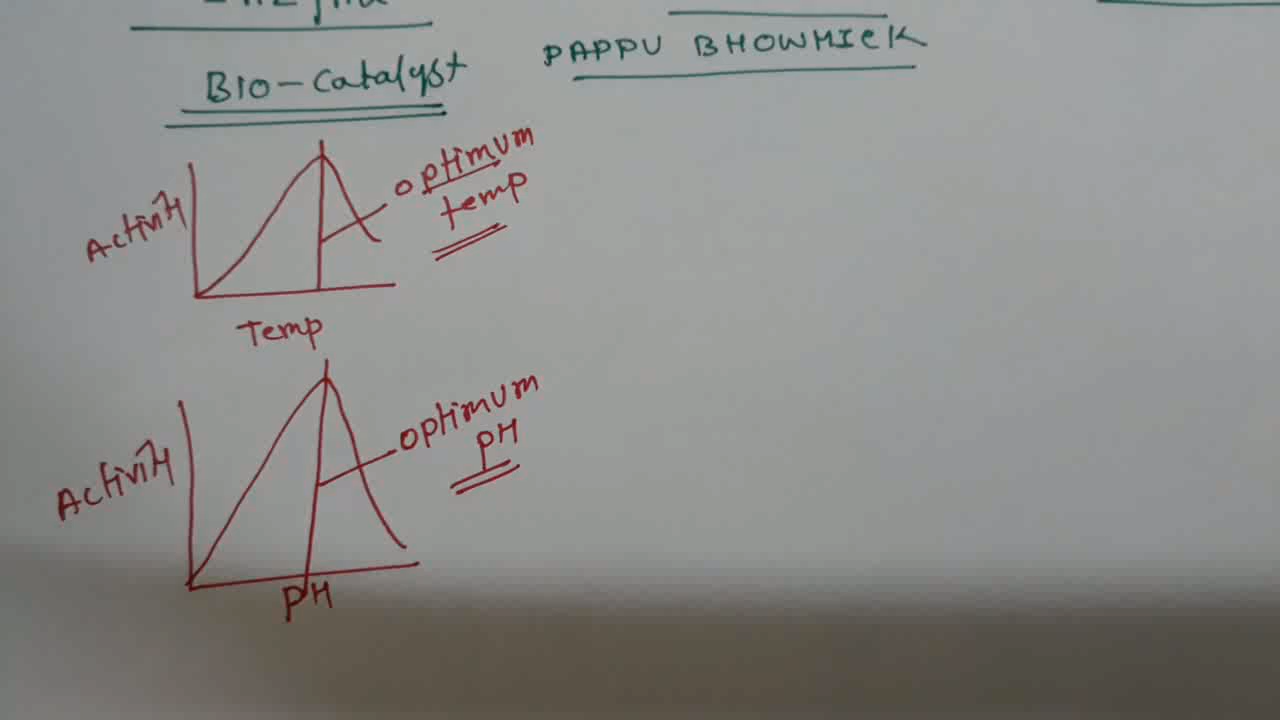 BIO-Catalyst
PAPPU BHOWMICK
Activity
optimum
temp
Temp
Activity
optimum
PH
PH